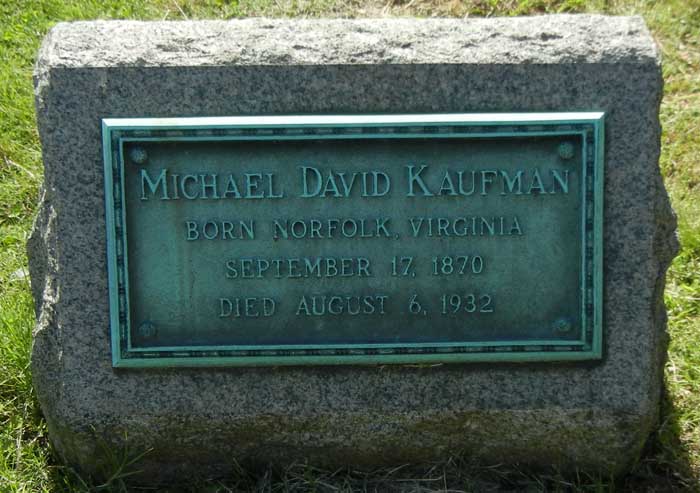 MICHAEL DAVID KAUFMAN
BORN NORFOLK, VIRGINIA
SEPTEMBER 17, 1870
DIED AUGUST 6, 1932